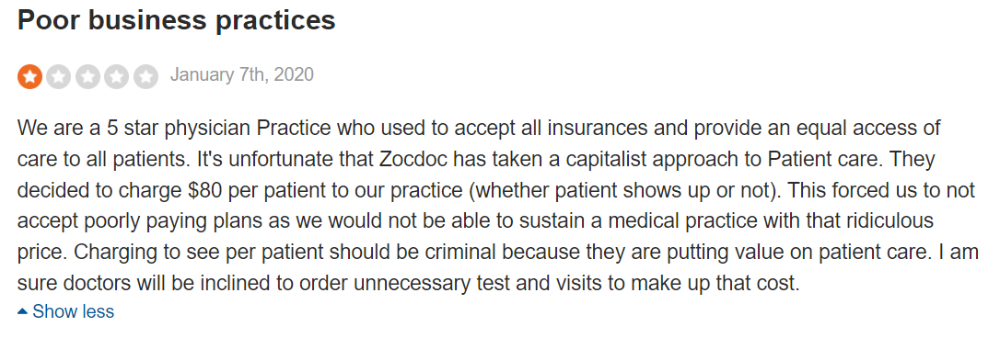 Poor business practices
January 7th, 2020
We are a 5 star physician Practice who used to accept all insurances and provide an equal access of
care to all patients. It's unfortunate that Zocdoc has taken a capitalist approach to Patient care. They
decided to charge $80 per patient to our practice (whether patient shows up or not). This forced us to not
accept poorly paying plans as we would not be able to sustain a medical practice with that ridiculous
price. Charging to see per patient should be criminal because they are putting value on patient care. I am
sure doctors will be inclined to order unnecessary test and visits to make up that cost.
Show less